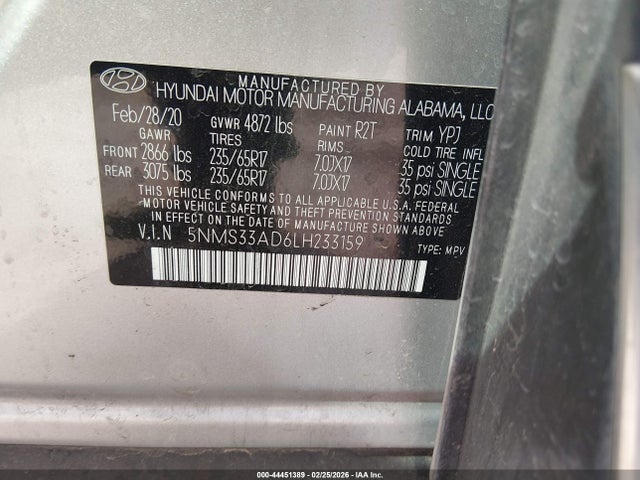 MANUFACTURED BY
HYUNDAI MOTOR MANUFACTURING ALABAMA, LLC
Feb/28/20 GVWR 4872 lbs PAINT R2T TRIM YPJ
GAWR TIRES RIMS COLD TIRE INFL
FRONT 2866 lbs 235/65R17 7.0JX17 35 psi SINGLE
REAR 3075 lbs 235/65R17 7.0JX17 35 psi SINGLE
THIS VEHICLE CONFORMS TO ALL APPLICABLE U.S.A. FEDERAL
MOTOR VEHICLE SAFETY AND THEFT PREVENTION STANDARDS
IN EFFECT ON THE DATE OF MANUFACTURE SHOWN ABOVE
V.I.N 5NMS33AD6LH233159
TYPE: MPV
000-44451389 - 02/25/2026 - IAA Inc.